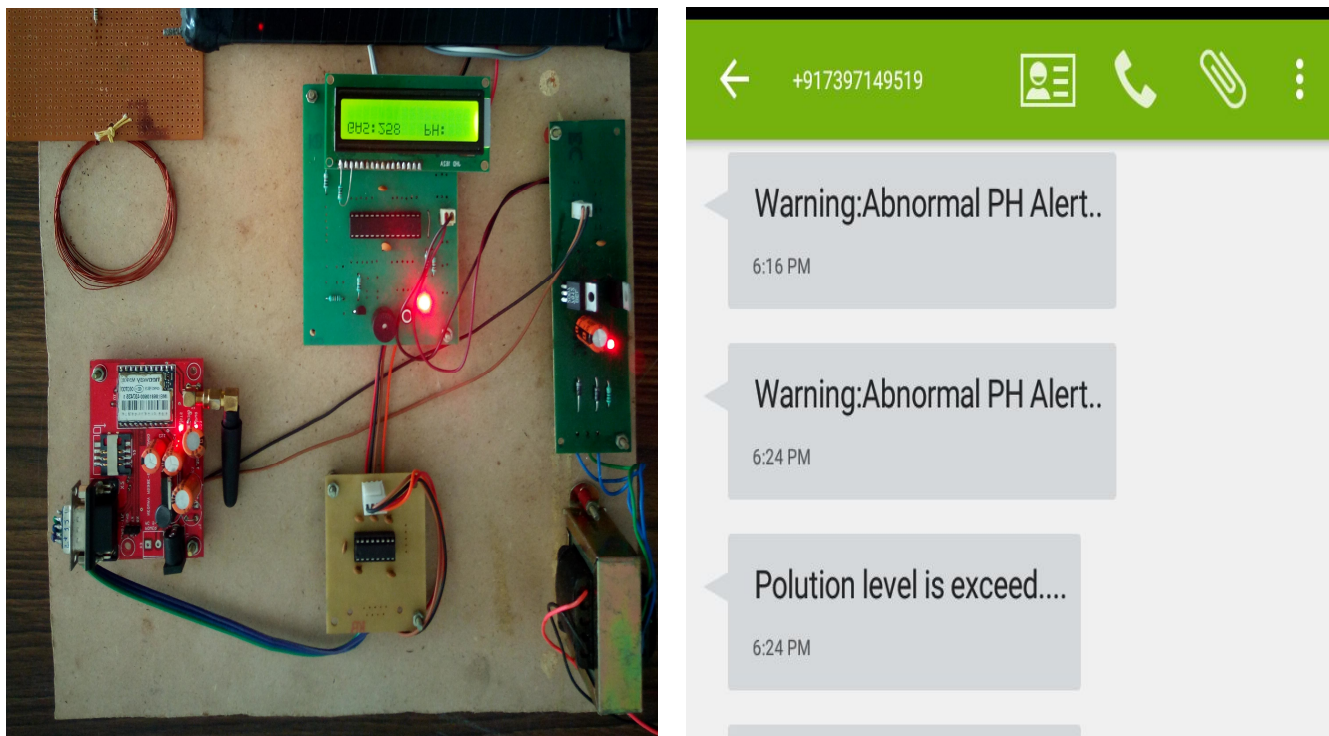 GAS:258 PH:
+917397149519
Warning:Abnormal PH Alert..
6:16 PM
Warning:Abnormal PH Alert..
6:24 PM
Polution level is exceed....
6:24 PM